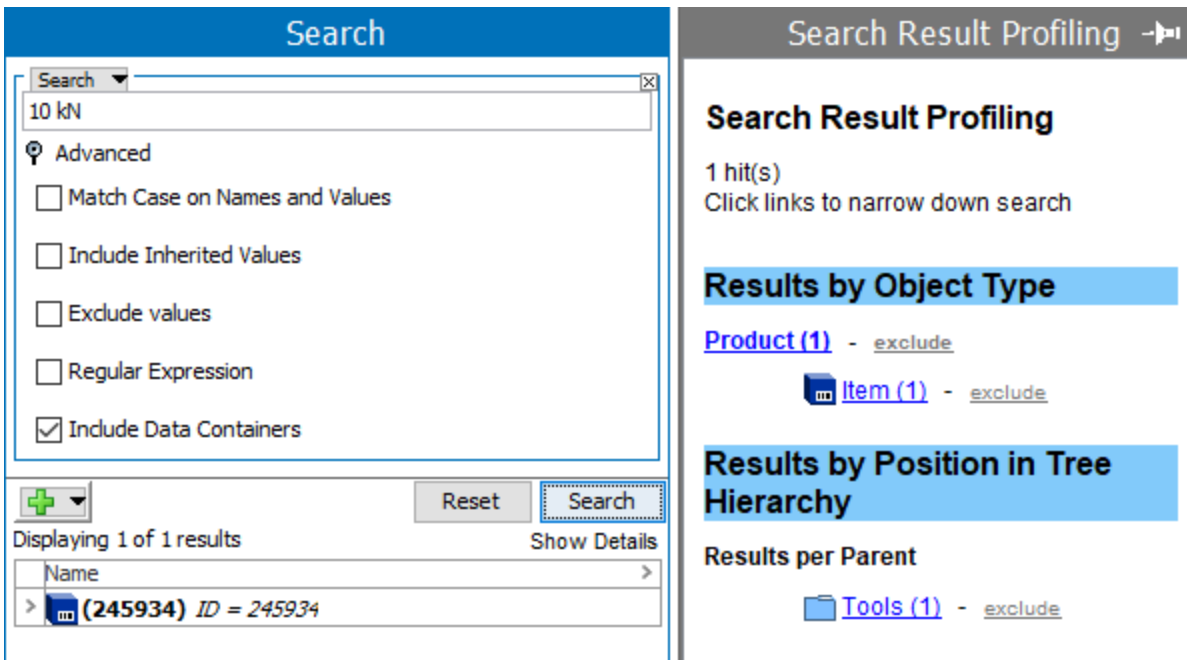 Search
Search
10 kN
Advanced
Match Case on Names and Values
Include Inherited Values
Exclude values
Regular Expression
Include Data Containers
Reset Search
Displaying 1 of 1 results Show Details
Name >
> (245934) ID = 245934
Search Result Profiling
Search Result Profiling
1 hit(s)
Click links to narrow down search
Results by Object Type
Product (1) - exclude
Item (1) - exclude
Results by Position in Tree
Hierarchy
Results per Parent
Tools (1) - exclude